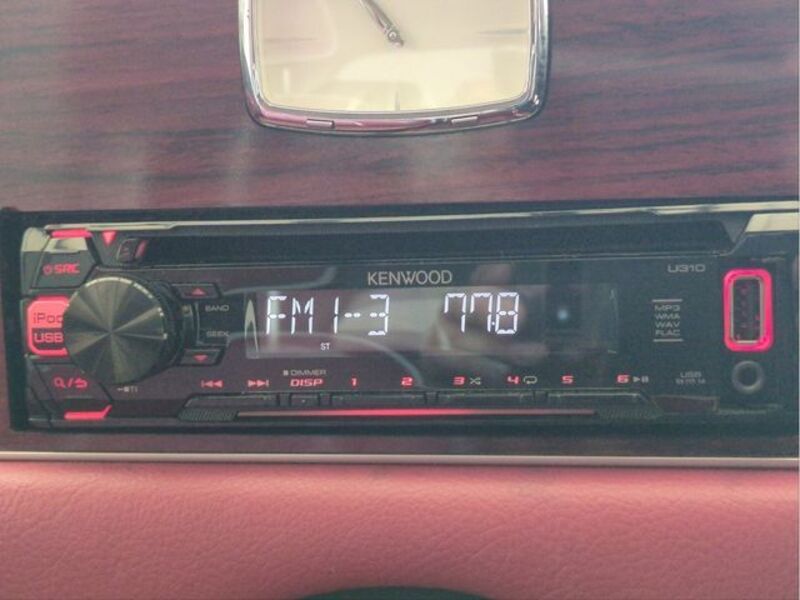 KENWOOD
U310
SRC
iPod
USB
BAND
SEEK
FM1-3 77.8
ST
MP3
WMA
WAV
FLAC
DIMMER
DISP 1 2 3 4 5 6
USB